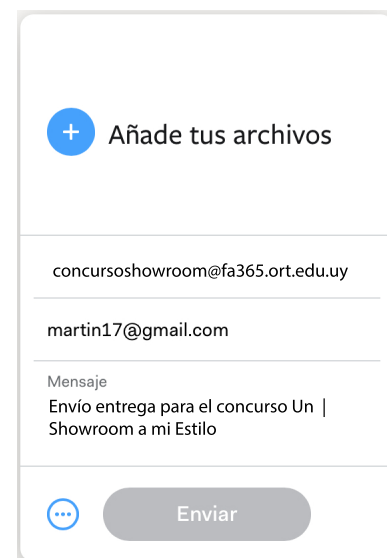 + Añade tus archivos
concursoshowroom@fa365.ort.edu.uy
martin17@gmail.com
Mensaje
Envío entrega para el concurso Un |
Showroom a mi Estilo
Enviar